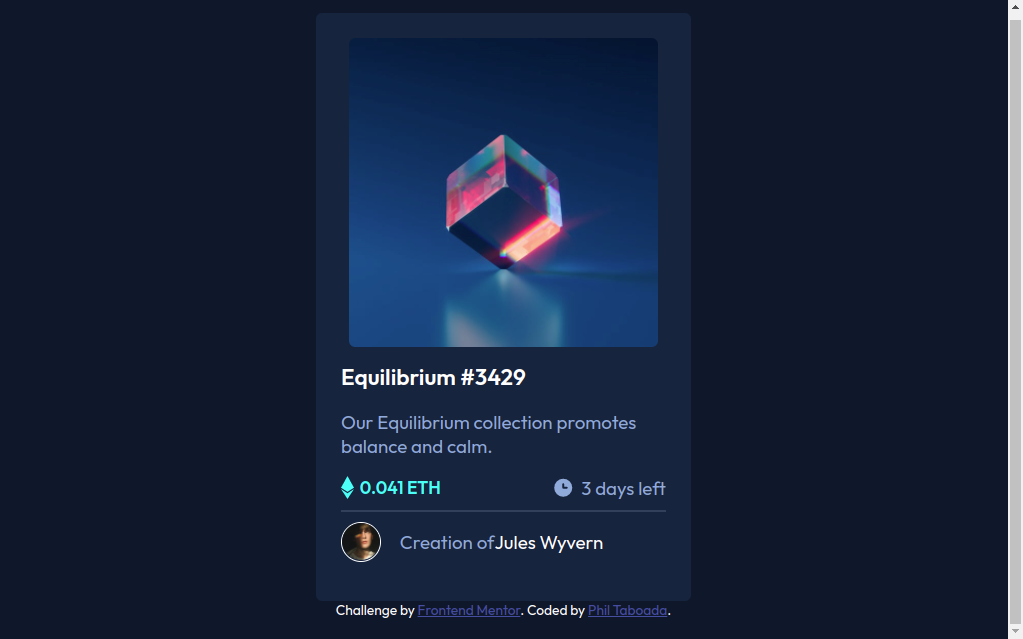 Equilibrium #3429
Our Equilibrium collection promotes
balance and calm.
0.041 ETH
3 days left
Creation ofJules Wyvern
Challenge by Frontend Mentor. Coded by Phil Taboada.